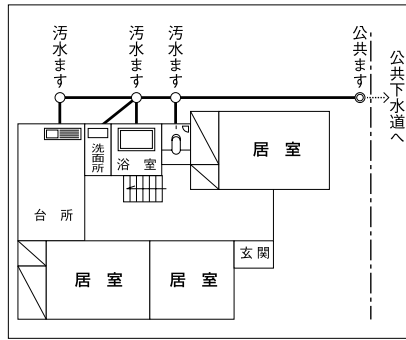 汚水ます
汚水ます
汚水ます
公共ます
公共下水道へ
洗面所
浴室
居室
台所
玄関
居室
居室